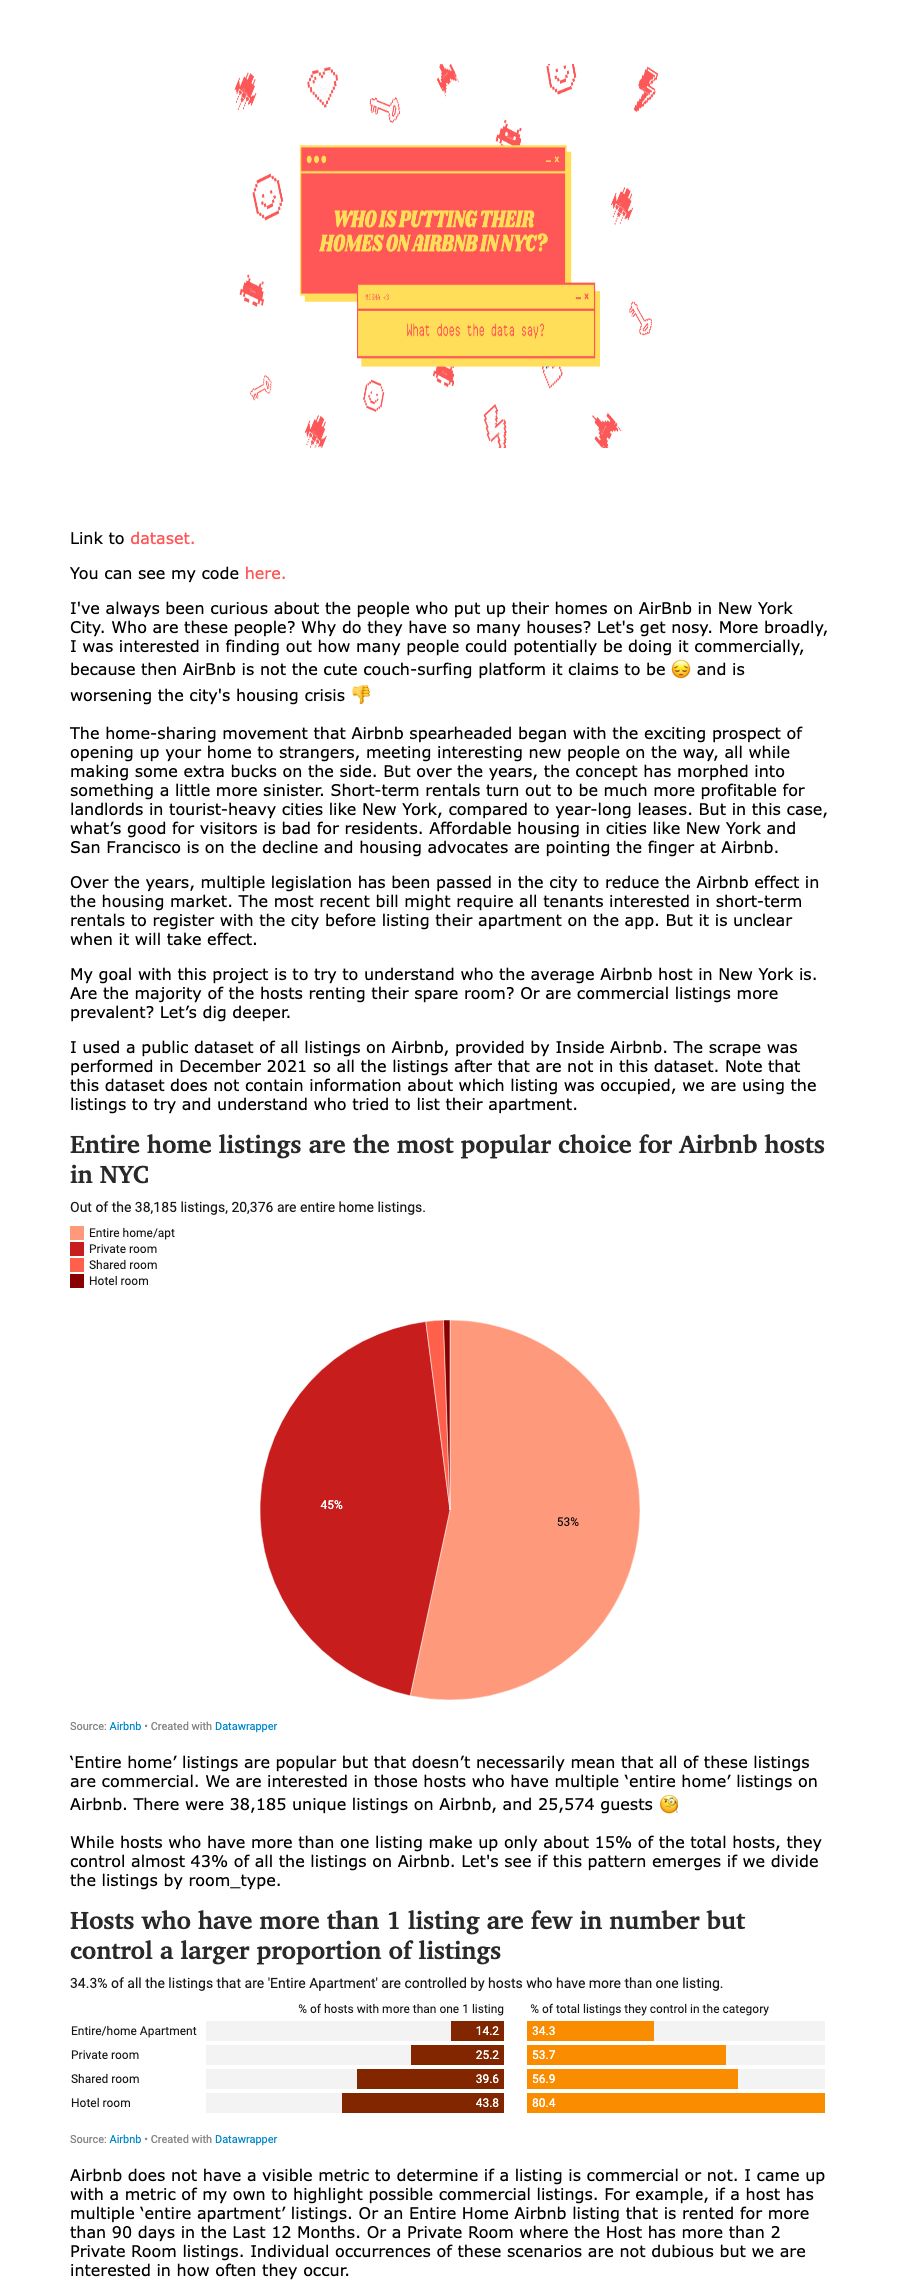 WHO IS PUTTING THEIR
HOMES ON AIRBNB IN NYC?
What does the data say?
Link to dataset.
You can see my code here.
I've always been curious about the people who put up their homes on AirBnb in New York
City. Who are these people? Why do they have so many houses? Let's get nosy. More broadly,
I was interested in finding out how many people could potentially be doing it commercially,
because then AirBnb is not the cute couch-surfing platform it claims to be 😔 and is
worsening the city's housing crisis 👎
The home-sharing movement that Airbnb spearheaded began with the exciting prospect of
opening up your home to strangers, meeting interesting new people on the way, all while
making some extra bucks on the side. But over the years, the concept has morphed into
something a little more sinister. Short-term rentals turn out to be much more profitable for
landlords in tourist-heavy cities like New York, compared to year-long leases. But in this case,
what’s good for visitors is bad for residents. Affordable housing in cities like New York and
San Francisco is on the decline and housing advocates are pointing the finger at Airbnb.
Over the years, multiple legislation has been passed in the city to reduce the Airbnb effect in
the housing market. The most recent bill might require all tenants interested in short-term
rentals to register with the city before listing their apartment on the app. But it is unclear
when it will take effect.
My goal with this project is to try to understand who the average Airbnb host in New York is.
Are the majority of the hosts renting their spare room? Or are commercial listings more
prevalent? Let’s dig deeper.
I used a public dataset of all listings on Airbnb, provided by Inside Airbnb. The scrape was
performed in December 2021 so all the listings after that are not in this dataset. Note that
this dataset does not contain information about which listing was occupied, we are using the
listings to try and understand who tried to list their apartment.
Entire home listings are the most popular choice for Airbnb hosts
in NYC
Out of the 38,185 listings, 20,376 are entire home listings.
Entire home/apt
Private room
Shared room
Hotel room
45%
53%
Source: Airbnb • Created with Datawrapper
‘Entire home’ listings are popular but that doesn’t necessarily mean that all of these listings
are commercial. We are interested in those hosts who have multiple ‘entire home’ listings on
Airbnb. There were 38,185 unique listings on Airbnb, and 25,574 guests 🧐
While hosts who have more than one listing make up only about 15% of the total hosts, they
control almost 43% of all the listings on Airbnb. Let's see if this pattern emerges if we divide
the listings by room_type.
Hosts who have more than 1 listing are few in number but
control a larger proportion of listings
34.3% of all the listings that are 'Entire Apartment' are controlled by hosts who have more than one listing.
% of hosts with more than one 1 listing % of total listings they control in the category
Entire/home Apartment 14.2 34.3
Private room 25.2 53.7
Shared room 39.6 56.9
Hotel room 43.8 80.4
Source: Airbnb • Created with Datawrapper
Airbnb does not have a visible metric to determine if a listing is commercial or not. I came up
with a metric of my own to highlight possible commercial listings. For example, if a host has
multiple ‘entire apartment’ listings. Or an Entire Home Airbnb listing that is rented for more
than 90 days in the Last 12 Months. Or a Private Room where the Host has more than 2
Private Room listings. Individual occurrences of these scenarios are not dubious but we are
interested in how often they occur.